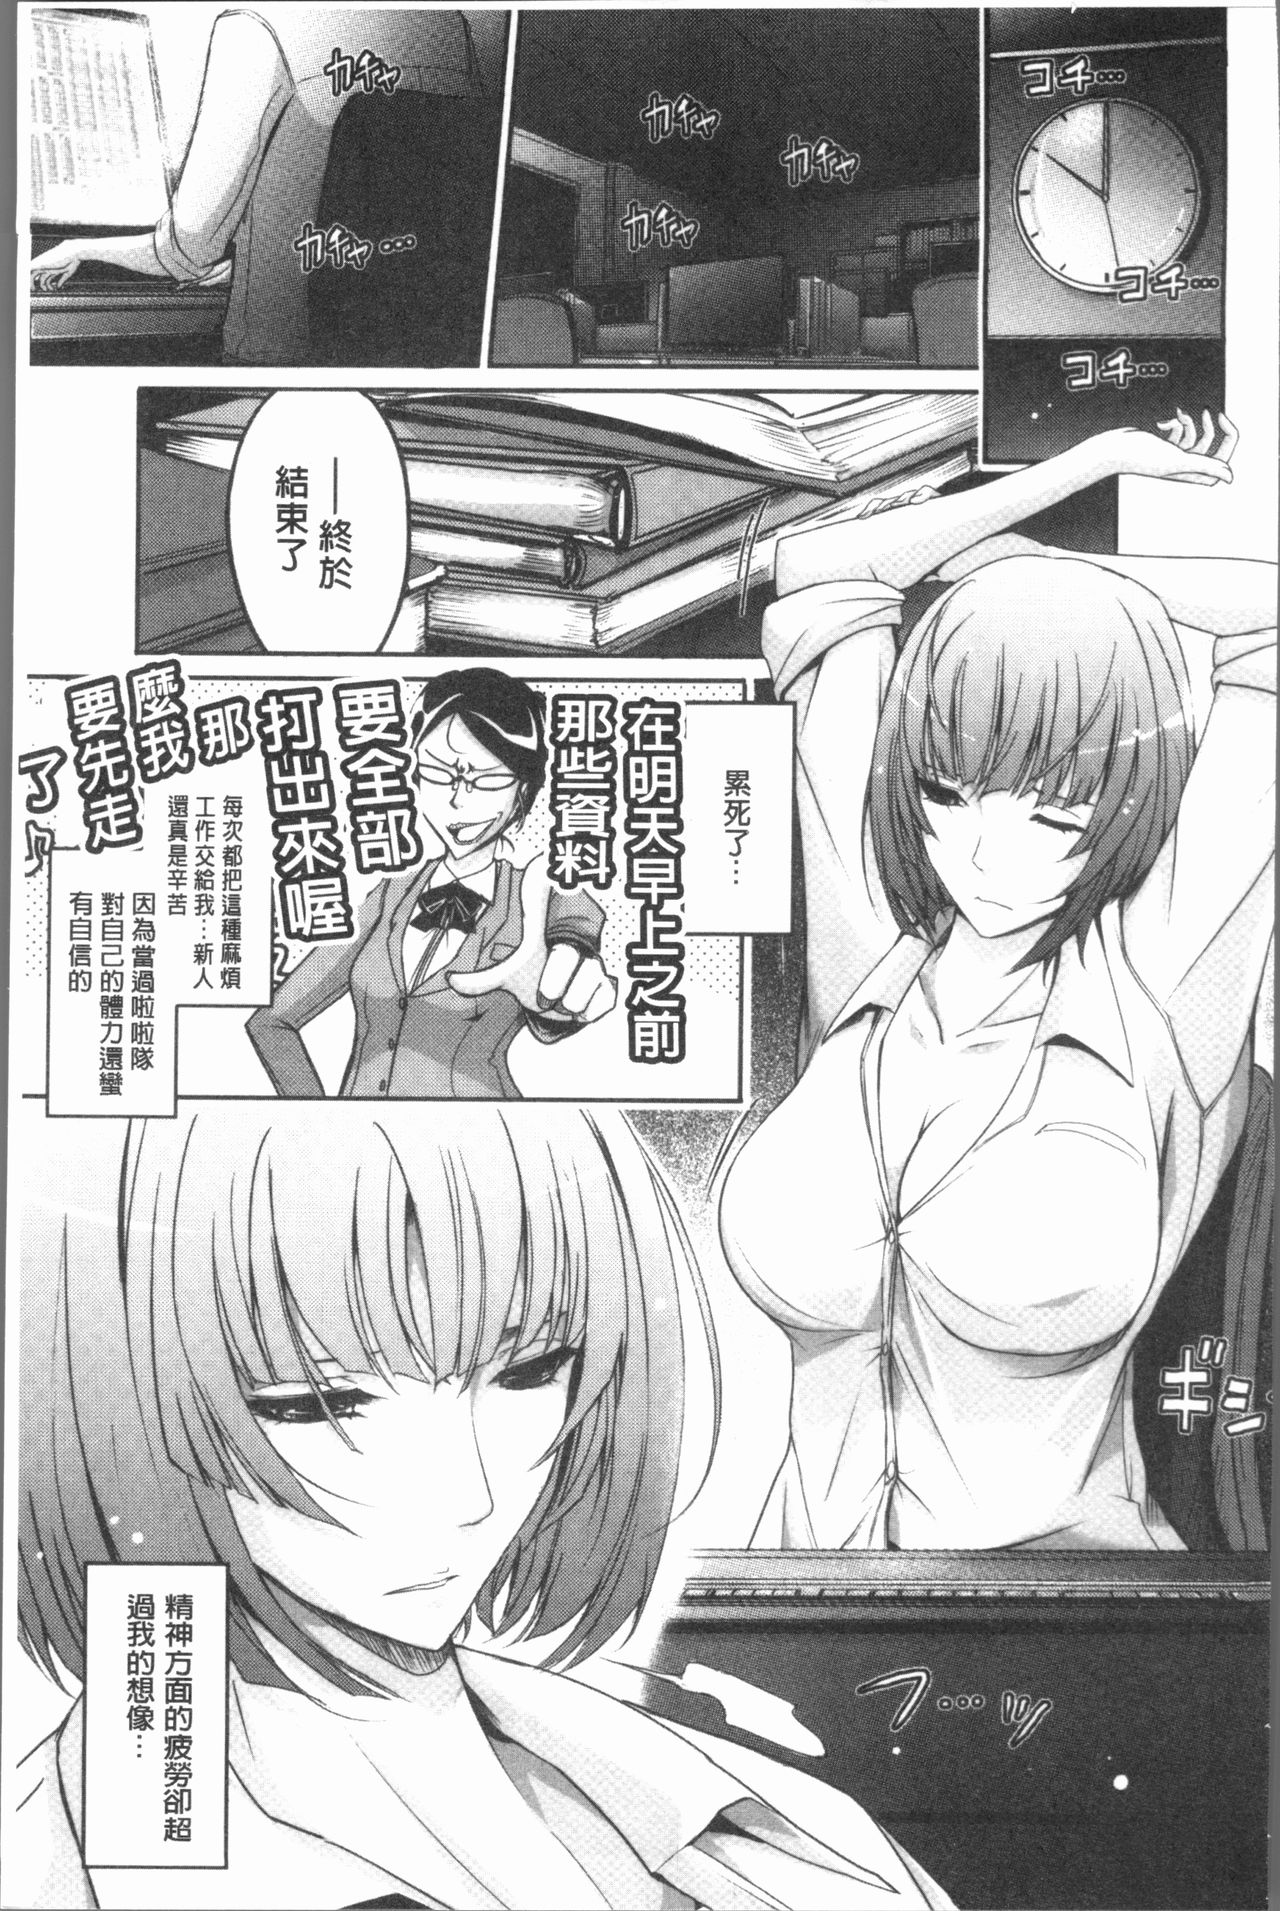 コチ…
コチ…
コチ…
カチャ
カチャ
カチャ
カチャ
カチャ…
——終於
結束了
累死了…
在明天早上之前
那些資料
要全部
打出來喔
那
麼我
要先走
了♪
每次都把這種麻煩
工作交給我…新人
還真是辛苦
因為當過啦啦隊
對自己的體力還蠻
有自信的
ギシ
精神方面的疲勞卻超
過我的想像…
フ…ッ